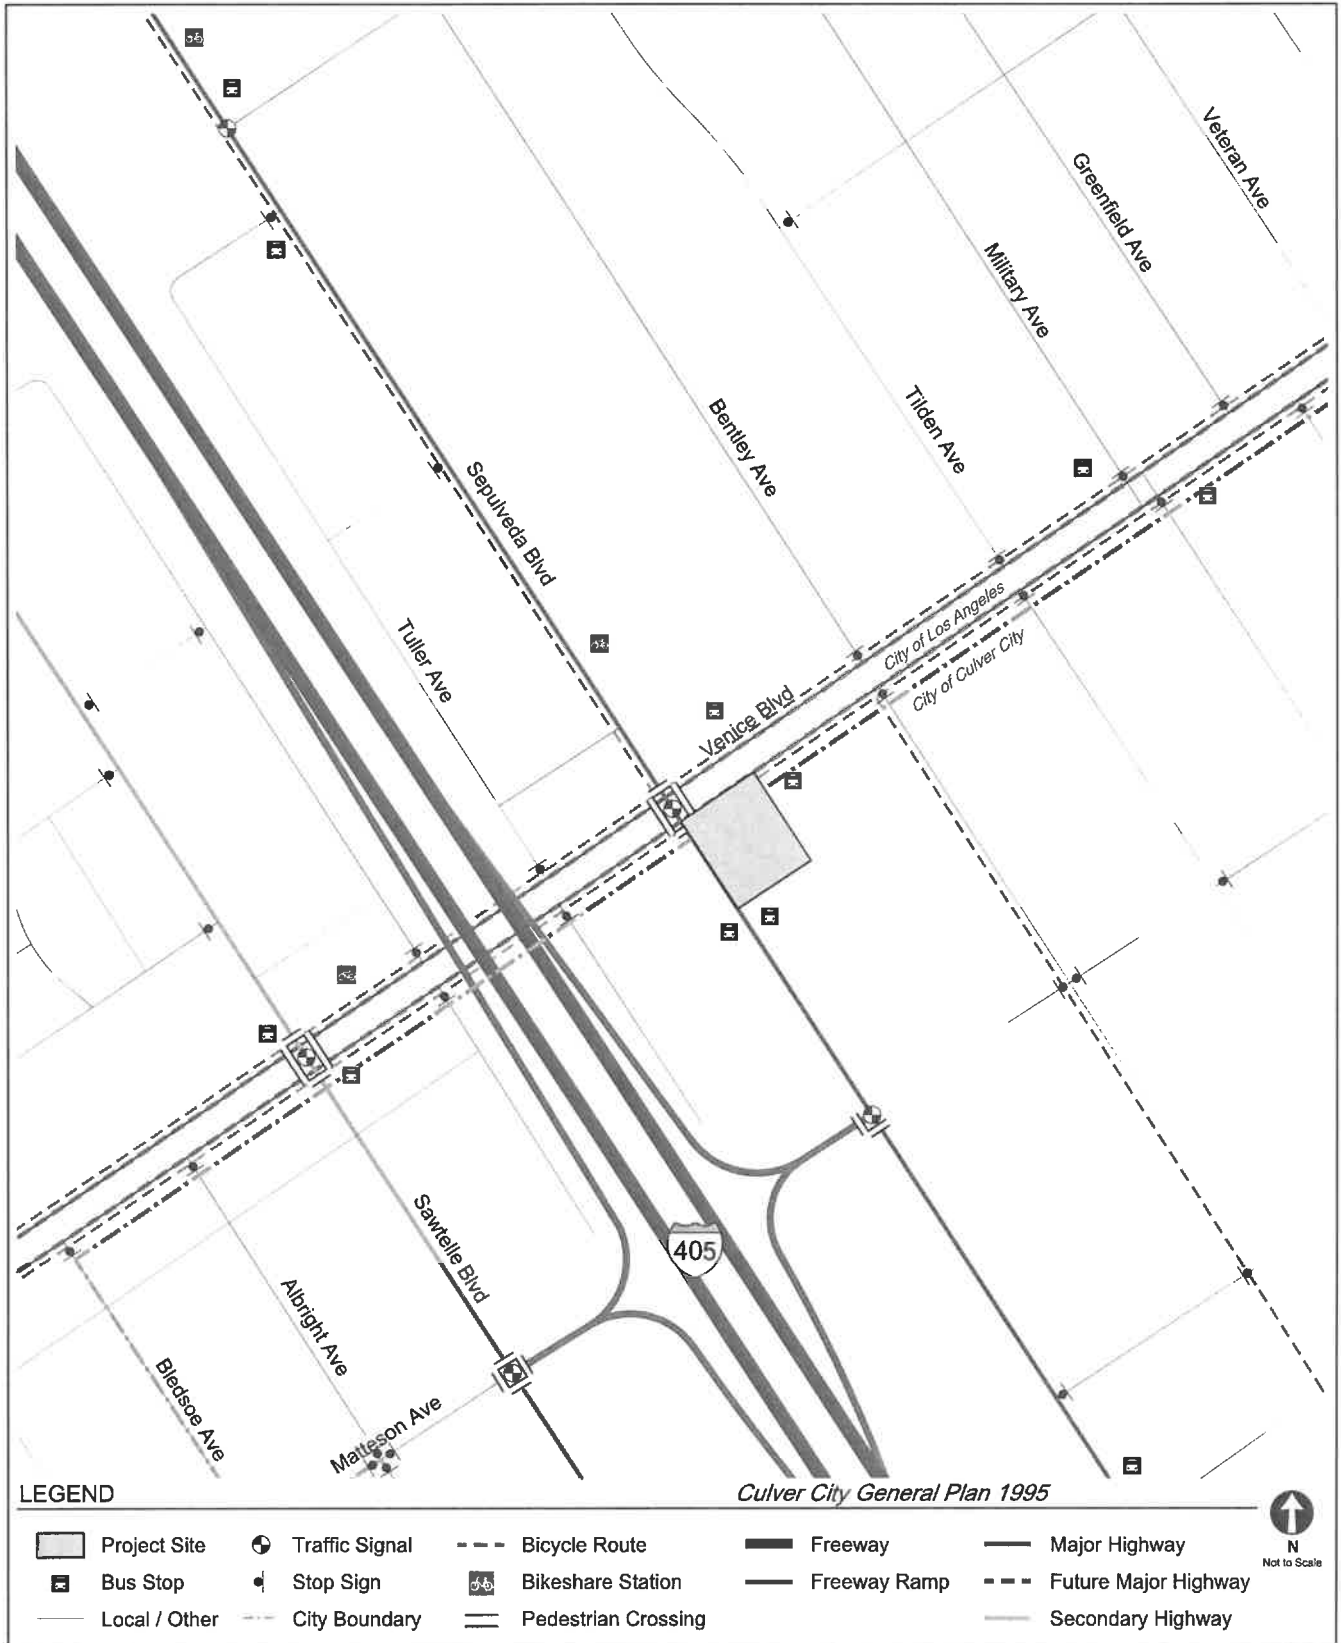 Veteran Ave
Greenfield Ave
Military Ave
Tilden Ave
Bentley Ave
Sepulveda Blvd
Tuller Ave
City of Los Angeles
City of Culver City
Venice Blvd
405
Sawtelle Blvd
Albright Ave
Bledsoe Ave
Matteson Ave
LEGEND
Culver City General Plan 1995
Project Site
Traffic Signal
Bicycle Route
Freeway
Major Highway
N
Not to Scale
Bus Stop
Stop Sign
Bikeshare Station
Freeway Ramp
Future Major Highway
Local / Other
City Boundary
Pedestrian Crossing
Secondary Highway